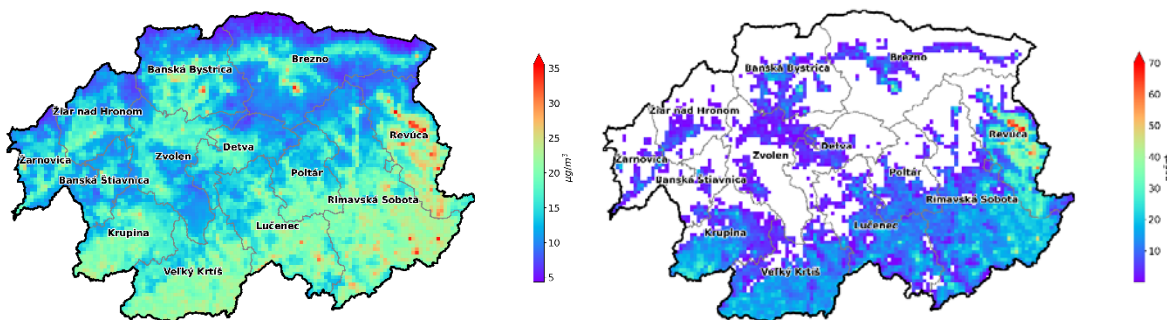 Banská Bystrica
Brezno
Žiar nad Hronom
Revúca
Žarnovica
Zvolen
Detva
Banská Štiavnica
Poltár
Rimavská Sobota
Krupina
Lučenec
Veľký Krtíš
35
30
25
20
15
10
5
µg/m³
Banská Bystrica
Brezno
Žiar nad Hronom
Revúca
Žarnovica
Zvolen
Detva
Banská Štiavnica
Poltár
Rimavská Sobota
Krupina
Lučenec
Veľký Krtíš
70
60
50
40
30
20
10